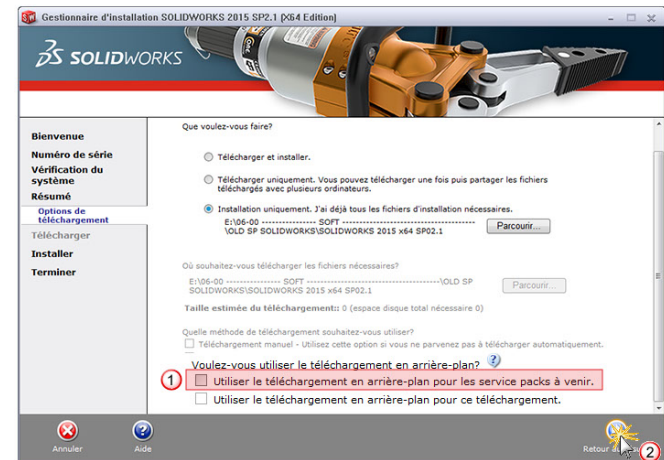 Gestionnaire d'installation SOLIDWORKS 2015 SP2.1 (X64 Edition)
SOLIDWORKS
Bienvenue
Numéro de série
Vérification du
système
Résumé
Options de
téléchargement
Télécharger
Installer
Terminer
Que voulez-vous faire?
Télécharger et installer.
Télécharger uniquement. Vous pouvez télécharger une fois puis partager les fichiers
téléchargés avec plusieurs ordinateurs.
Installation uniquement. J'ai déjà tous les fichiers d'installation nécessaires.
E:\06-00 ---------------- SOFT ----------------------------------------
\OLD SP SOLIDWORKS\SOLIDWORKS 2015 x64 SP02.1
Parcourir...
Où souhaitez-vous télécharger les fichiers nécessaires?
E:\06-00 ---------------- SOFT ----------------------------------------\OLD SP
SOLIDWORKS\SOLIDWORKS 2015 x64 SP02.1
Parcourir...
Taille estimée du téléchargement:: 0 (espace disque total nécessaire 0)
Quelle méthode de téléchargement souhaitez-vous utiliser?
Téléchargement manuel - Utilisez cette option si vous ne parvenez pas à télécharger automatiquement.
Voulez-vous utiliser le téléchargement en arrière-plan? ?
1 Utiliser le téléchargement en arrière-plan pour les service packs à venir.
Utiliser le téléchargement en arrière-plan pour ce téléchargement.
Annuler
Aide
Retour
2